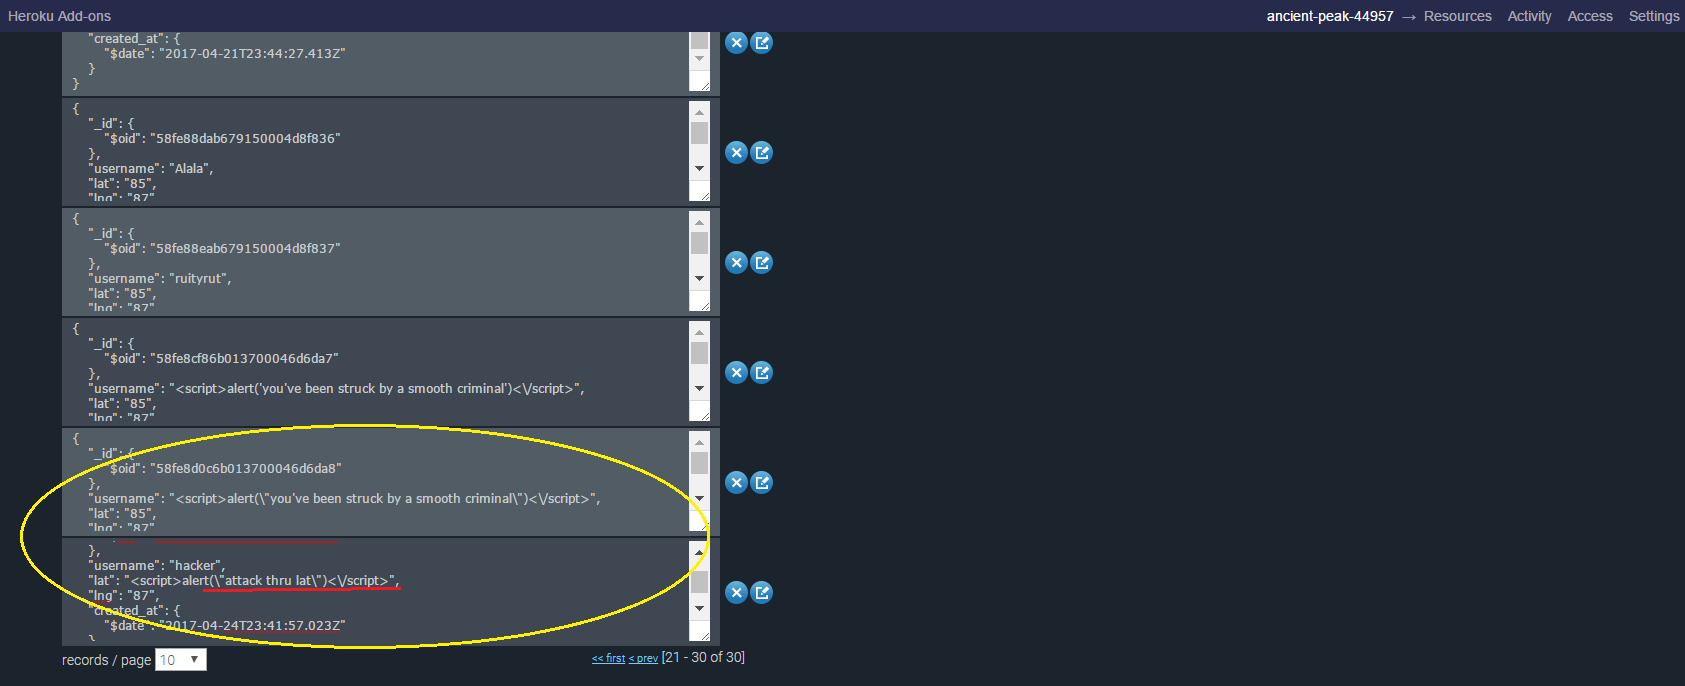 Heroku Add-ons
ancient-peak-44957 → Resources Activity Access Settings
"created_at": {
"$date": "2017-04-21T23:44:27.413Z"
}
}
{
"_id": {
"$oid": "58fe88dab679150004d8f836"
},
"username": "Alala",
"lat": "85",
"lng": "87"
{
"_id": {
"$oid": "58fe88eab679150004d8f837"
},
"username": "ruityrut",
"lat": "85",
"lng": "87"
{
"_id": {
"$oid": "58fe8cf86b013700046d6da7"
},
"username": "<script>alert('you've been struck by a smooth criminal')<\/script>",
"lat": "85",
"lng": "87"
{
"_id": {
"$oid": "58fe8d0c6b013700046d6da8"
},
"username": "<script>alert(\"you've been struck by a smooth criminal\")<\/script>",
"lat": "85",
"lng": "87"
},
"username": "hacker",
"lat": "<script>alert(\"attack thru lat\")<\/script>",
"lng": "87",
"created_at": {
"$date": "2017-04-24T23:41:57.023Z"
}
records / page 10
<< first < prev [21 - 30 of 30]